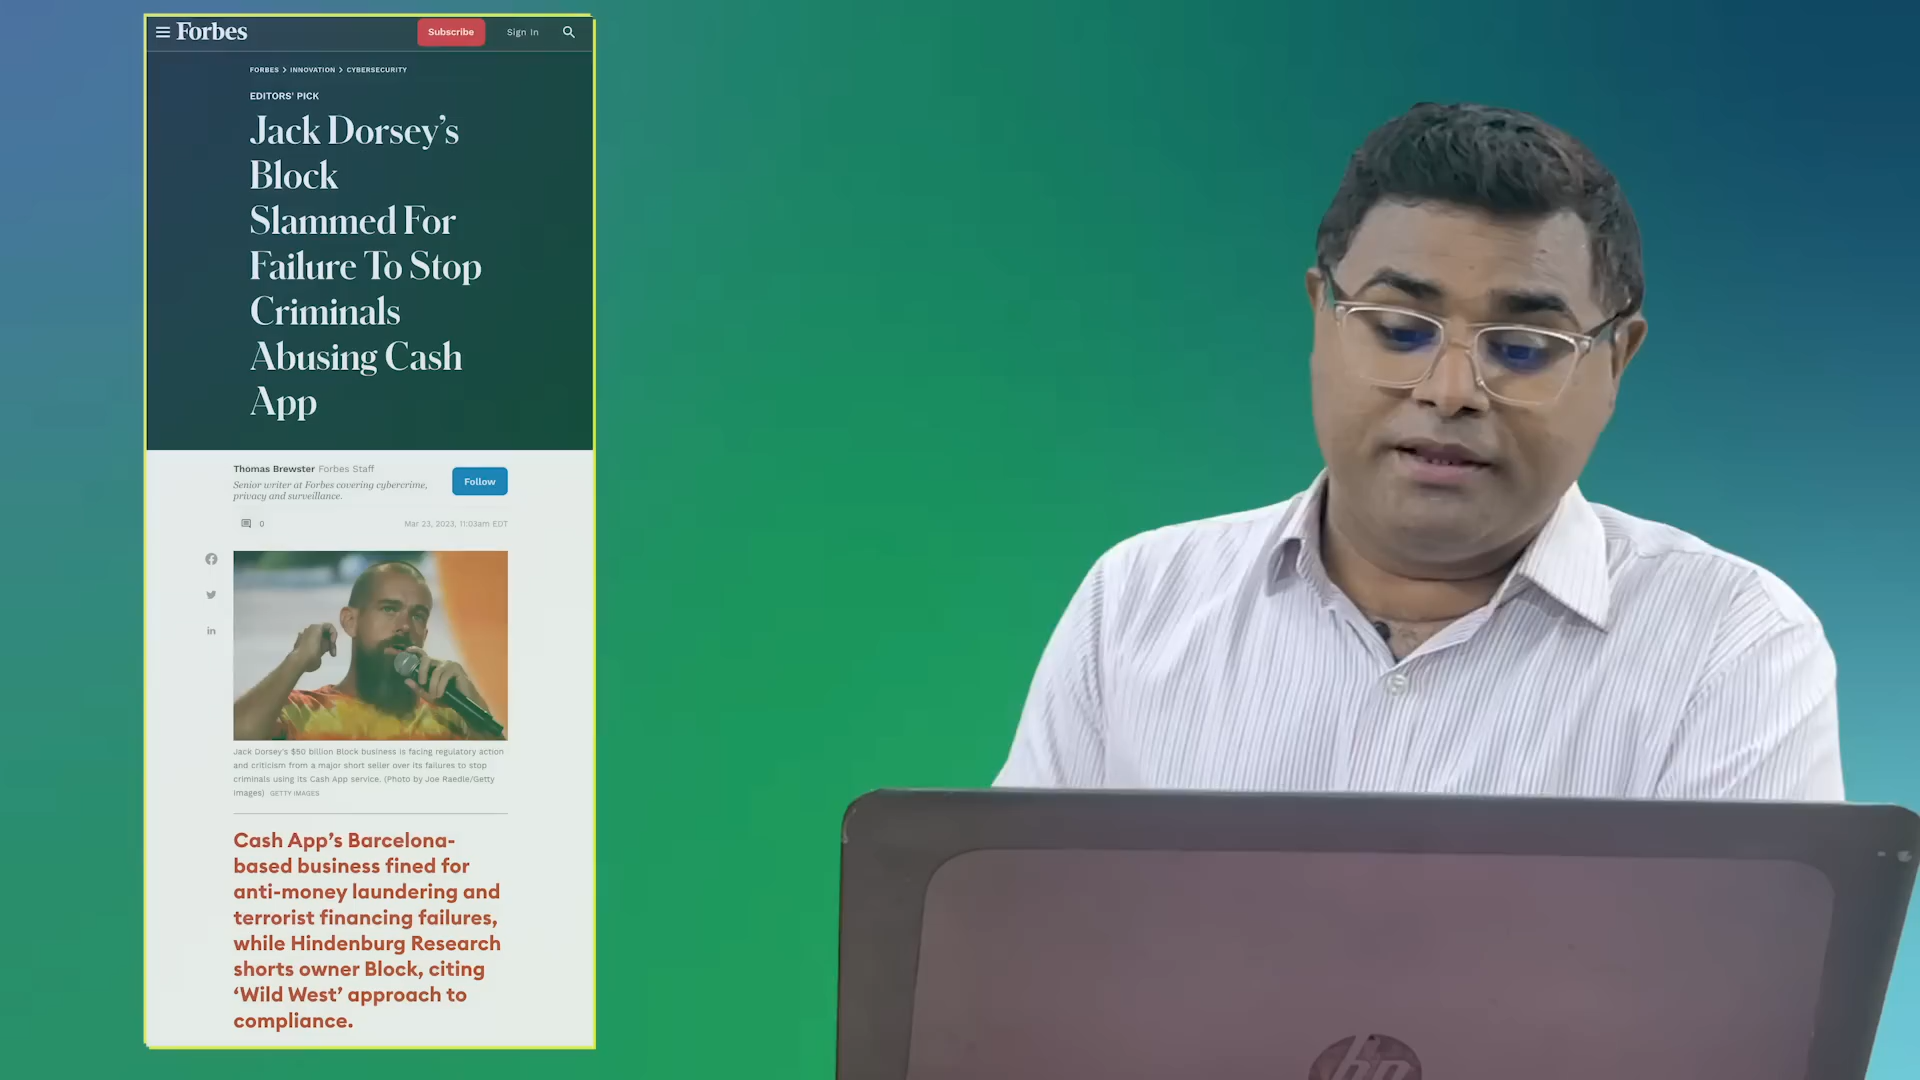 Forbes
Subscribe
Sign In
FORBES > INNOVATION > CYBERSECURITY
EDITORS' PICK
Jack Dorsey’s
Block
Slammed For
Failure To Stop
Criminals
Abusing Cash
App
Thomas Brewster Forbes Staff
Senior writer at Forbes covering cybercrime,
privacy and surveillance.
Follow
0
Mar 23, 2023, 11:03am EDT
Jack Dorsey's $50 billion Block business is facing regulatory action
and criticism from a major short seller over its failures to stop
criminals using its Cash App service. (Photo by Joe Raedle/Getty
Images) GETTY IMAGES
Cash App’s Barcelona-
based business fined for
anti-money laundering and
terrorist financing failures,
while Hindenburg Research
shorts owner Block, citing
‘Wild West’ approach to
compliance.
hp